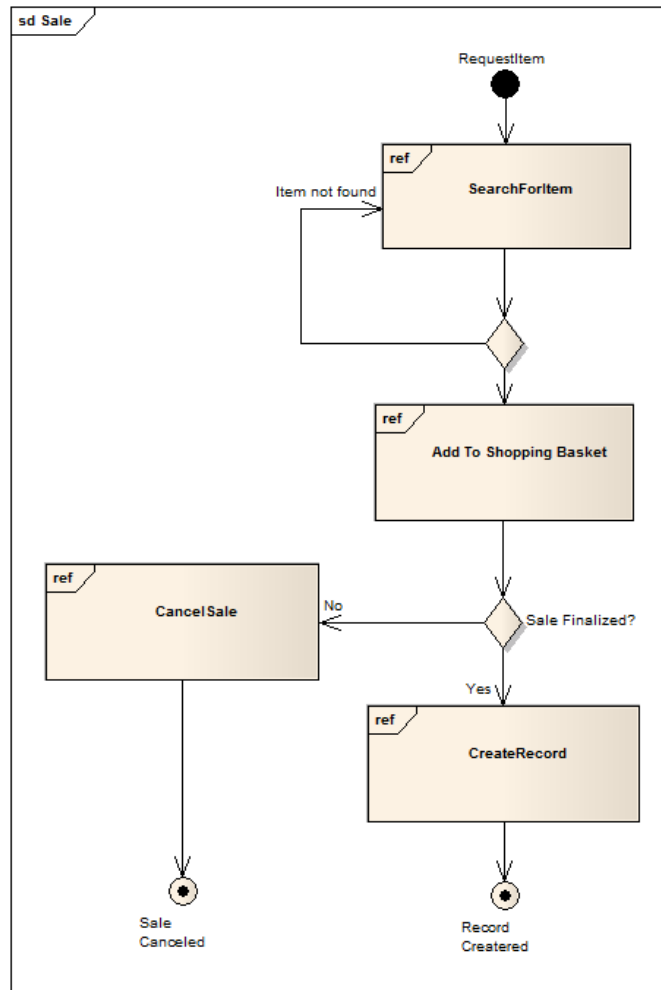 sd Sale
RequestItem
ref
SearchForItem
Item not found
ref
Add To Shopping Basket
ref
CancelSale
No
Sale Finalized?
Yes
ref
CreateRecord
Sale
Canceled
Record
Createred